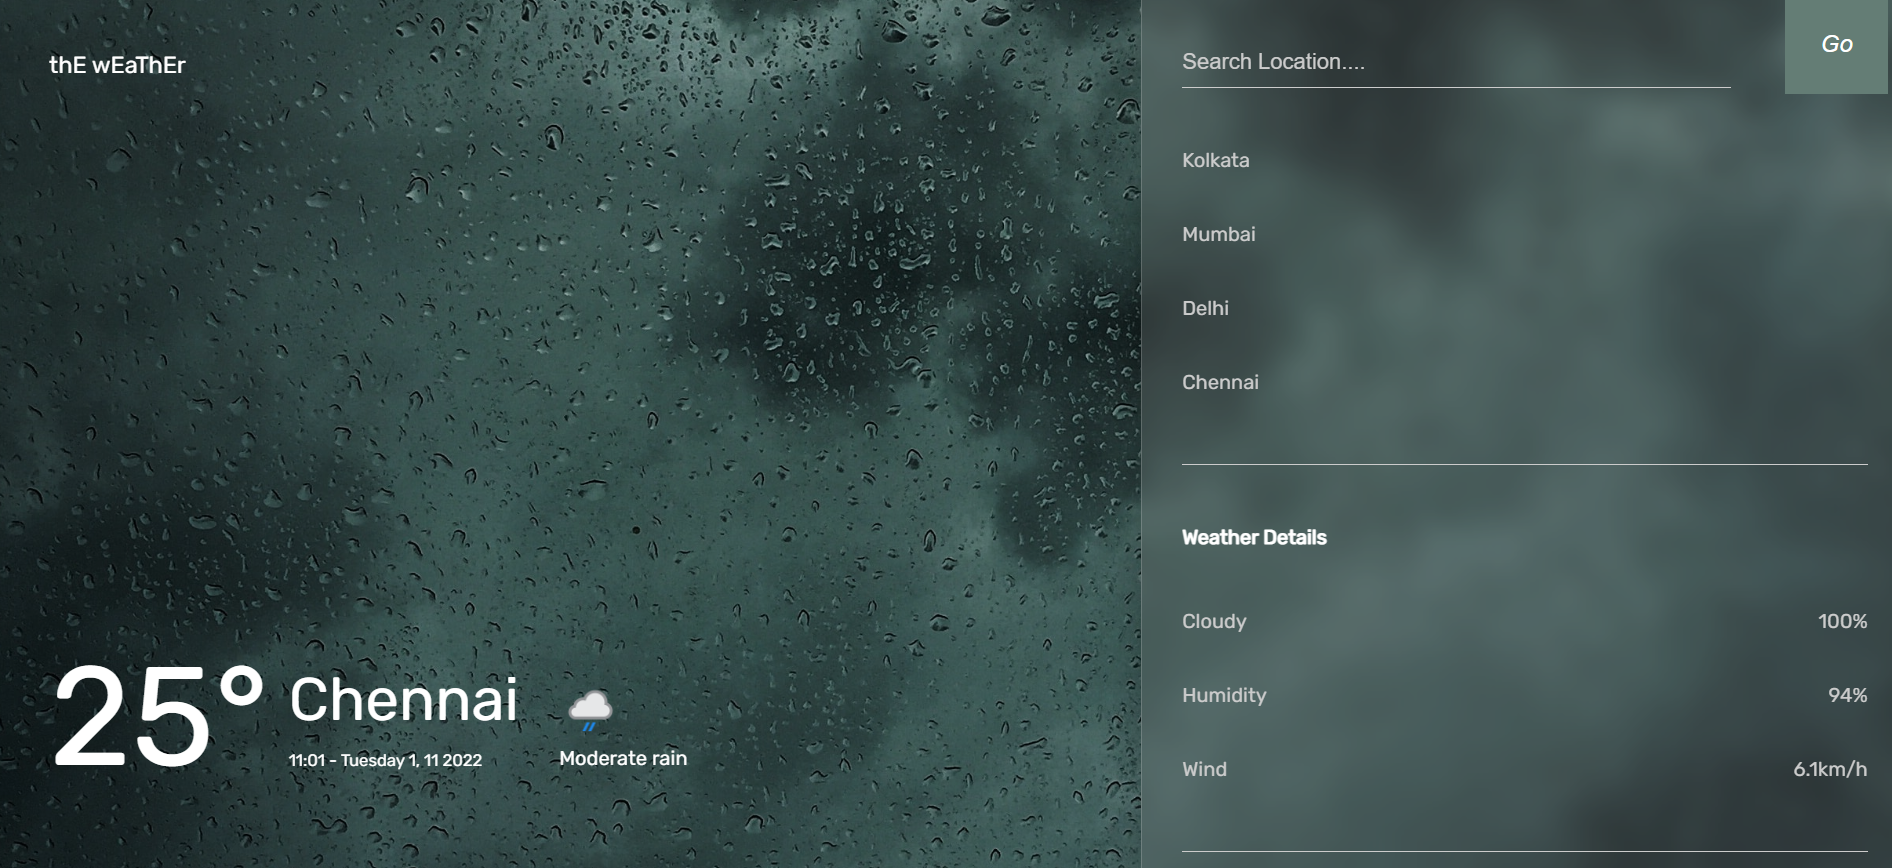 thE wEaThEr
25°
Chennai
11:01 - Tuesday 1, 11 2022
Moderate rain
Search Location....
Go
Kolkata
Mumbai
Delhi
Chennai
Weather Details
Cloudy 100%
Humidity 94%
Wind 6.1km/h